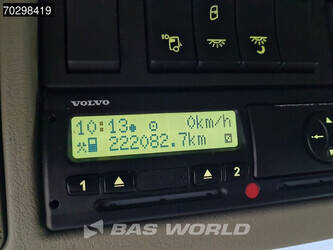 70298419
VOLVO
10:13 0km/h
222082.7km
1 2
BAS WORLD